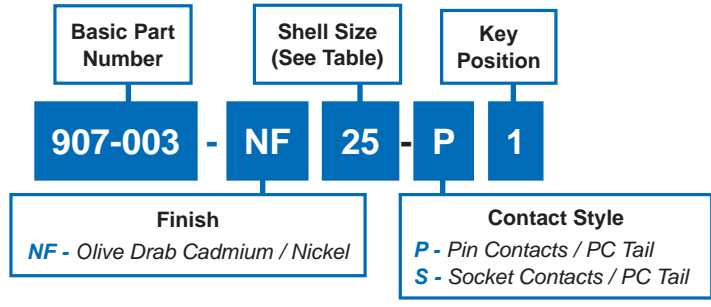 Basic Part
Number
Shell Size
(See Table)
Key
Position
907-003 - NF 25 - P 1
Finish
NF - Olive Drab Cadmium / Nickel
Contact Style
P - Pin Contacts / PC Tail
S - Socket Contacts / PC Tail